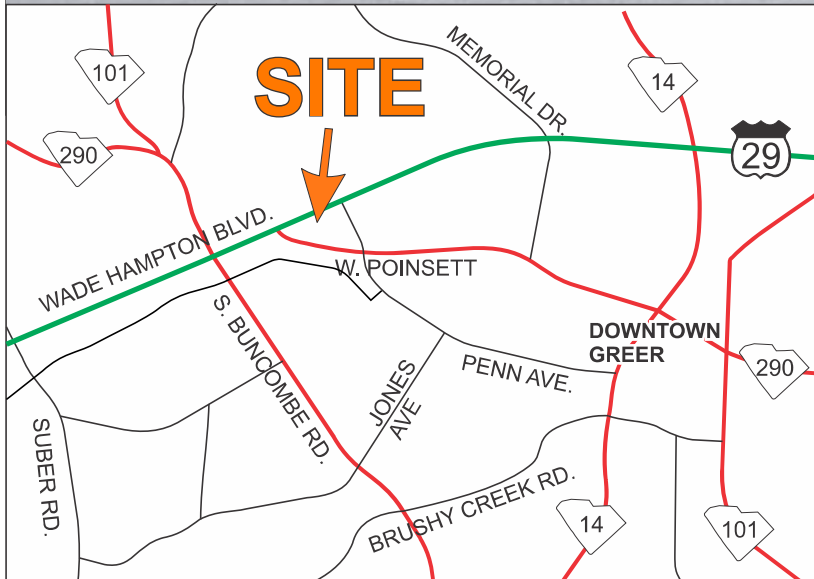 MEMORIAL DR.
101
SITE
14
290
29
WADE HAMPTON BLVD.
W. POINSETT
S. BUNCOMBE RD.
DOWNTOWN
GREER
290
JONES
AVE
PENN AVE.
SUBER RD.
BRUSHY CREEK RD.
14
101